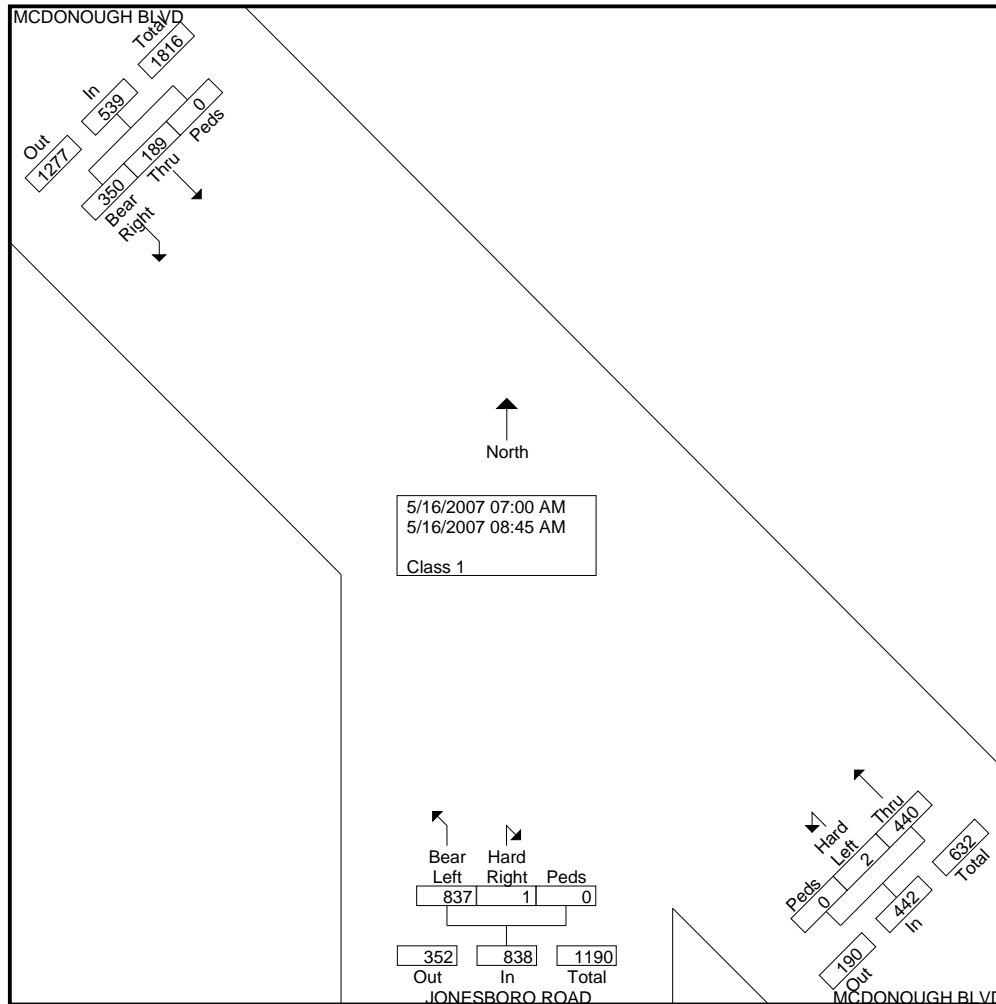 MCDONOUGH BLVD
Out
In
Total
1277
539
1816
350
189
0
Bear
Right
Thru
Peds
North
5/16/2007 07:00 AM
5/16/2007 08:45 AM
Class 1
Bear
Left
Hard
Right
Peds
837
1
0
352
838
1190
Out
In
Total
JONESBORO ROAD
Peds
Hard
Left
Thru
0
2
440
190
442
632
Out
In
Total
MCDONOUGH BLVD